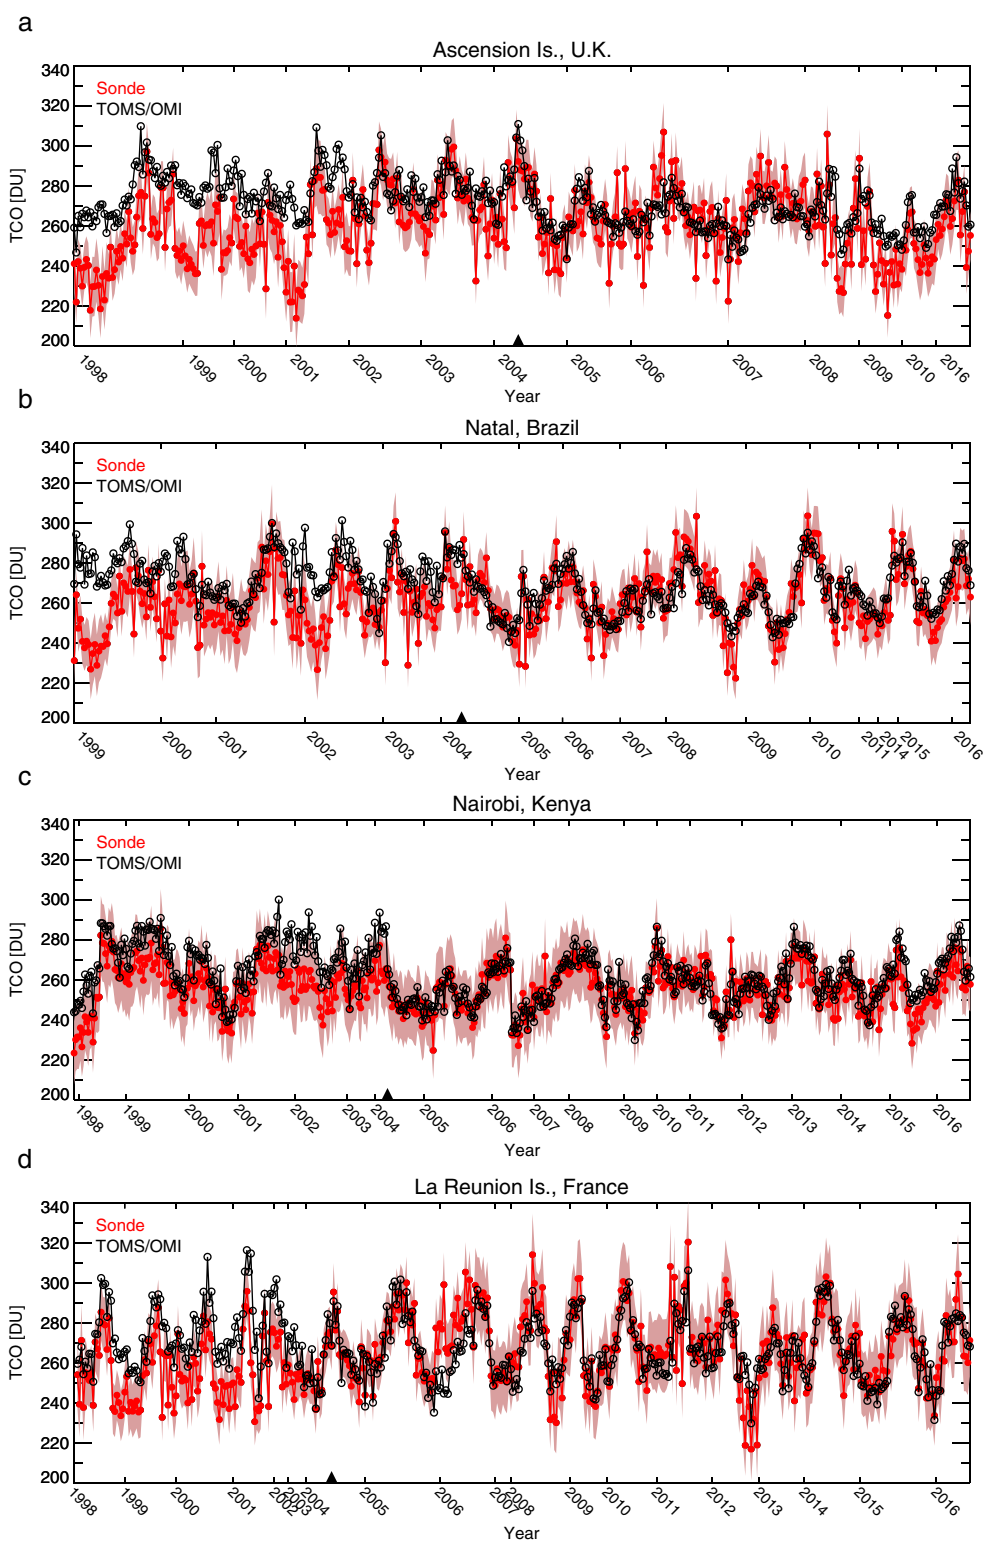 a
Ascension Is., U.K.
Sonde
TOMS/OMI
TCO [DU]
340
320
300
280
260
240
220
200
1998 1999 2000 2001 2002 2003 2004 2005 2006 2007 2008 2009 2010 2016
Year
b
Natal, Brazil
Sonde
TOMS/OMI
TCO [DU]
340
320
300
280
260
240
220
200
1999 2000 2001 2002 2003 2004 2005 2006 2007 2008 2009 2010 2011 2014 2015 2016
Year
c
Nairobi, Kenya
Sonde
TOMS/OMI
TCO [DU]
340
320
300
280
260
240
220
200
1998 1999 2000 2001 2002 2003 2004 2005 2006 2007 2008 2009 2010 2011 2012 2013 2014 2015 2016
Year
d
La Reunion Is., France
Sonde
TOMS/OMI
TCO [DU]
340
320
300
280
260
240
220
200
1998 1999 2000 2001 2002 2003 2004 2005 2006 2007 2008 2009 2010 2011 2012 2013 2014 2015 2016
Year